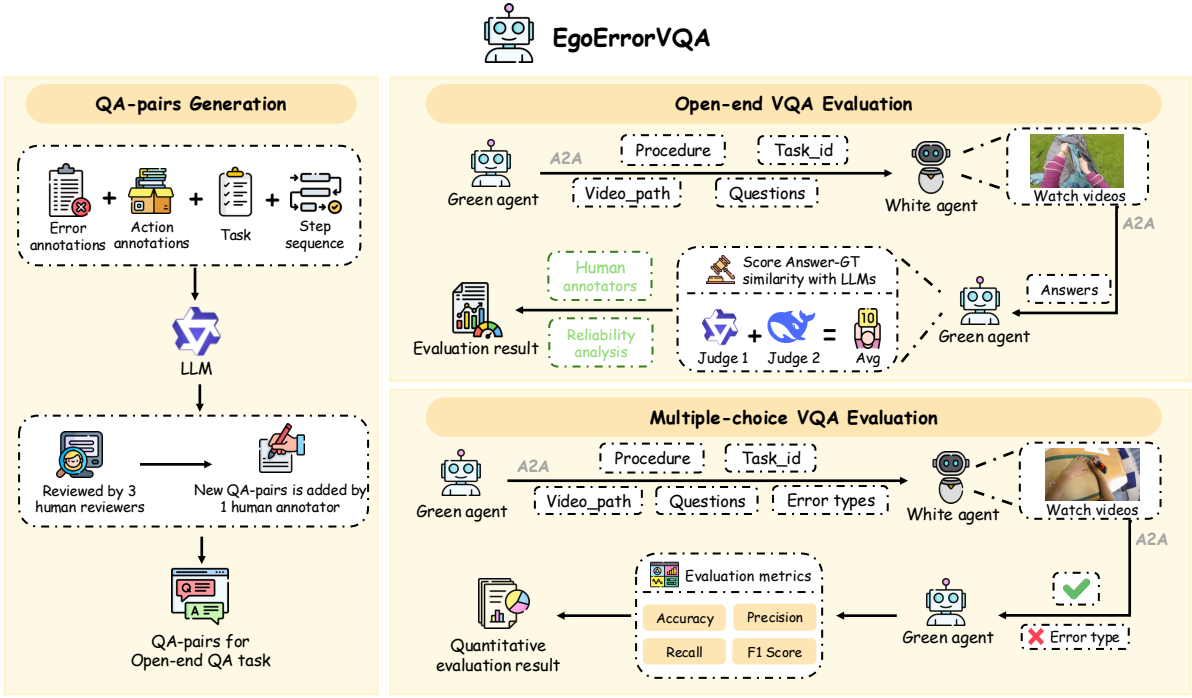 EgoErrorVQA
QA-pairs Generation
Error
annotations
+
Action
annotations
+
Task
+
Step
sequence
LLM
Reviewed by 3
human reviewers
New QA-pairs is added by
1 human annotator
Q
A
QA-pairs for
Open-end QA task
Open-end VQA Evaluation
Green agent
A2A
Procedure
Task_id
Video_path
Questions
White agent
Watch videos
A2A
Answers
Green agent
Score Answer-GT
similarity with LLMs
Judge 1
+
Judge 2
=
10
Avg
Human
annotators
Reliability
analysis
Evaluation result
Multiple-choice VQA Evaluation
Green agent
A2A
Procedure
Task_id
Video_path
Questions
Error types
White agent
Watch videos
A2A
Error type
Green agent
Evaluation metrics
Accuracy
Precision
Recall
F1 Score
Quantitative
evaluation result